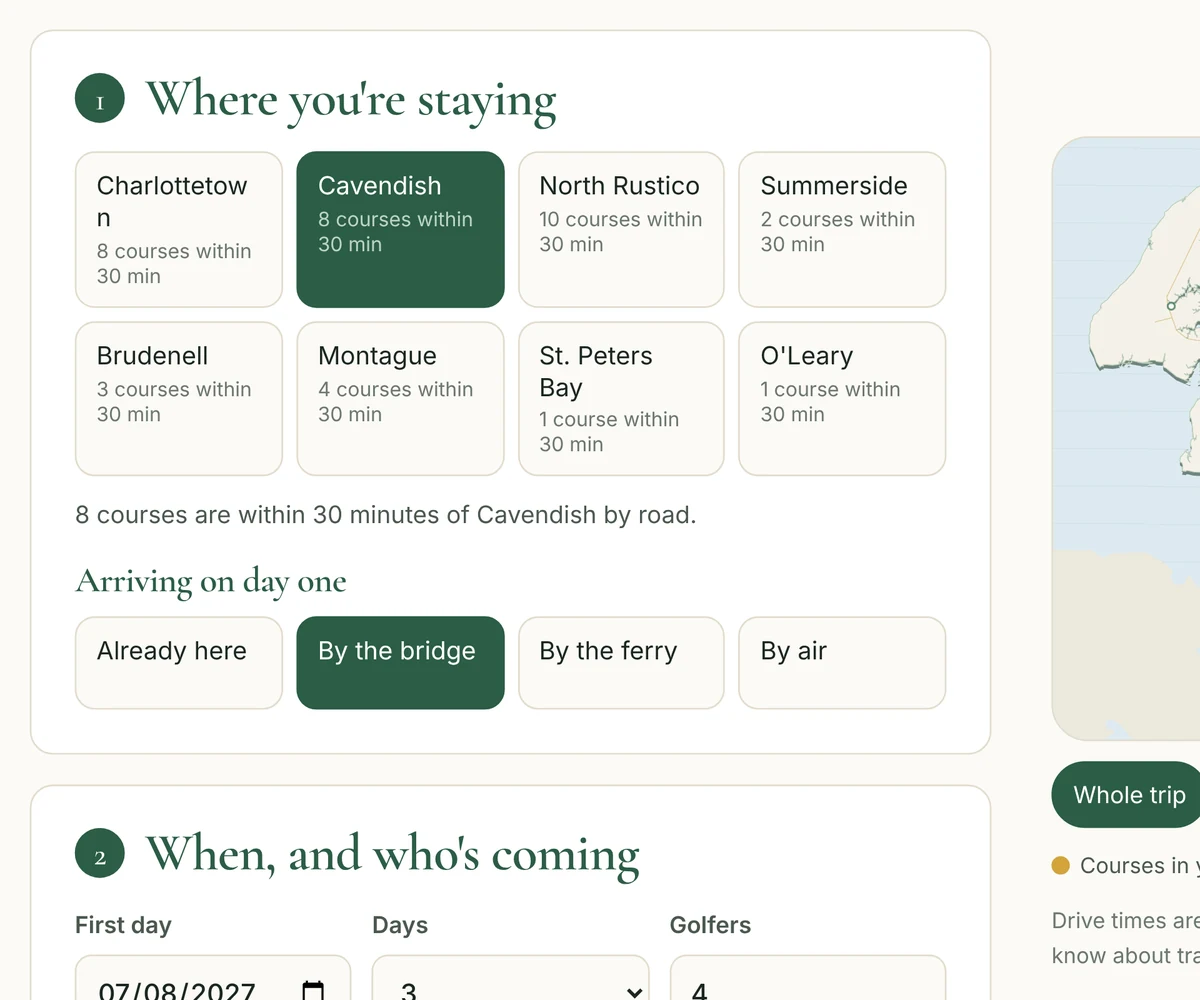 1 Where you're staying
Charlottetow
n
8 courses within
30 min
Cavendish
8 courses within
30 min
North Rustico
10 courses within
30 min
Summerside
2 courses within
30 min
Brudenell
3 courses within
30 min
Montague
4 courses within
30 min
St. Peters
Bay
1 course within
30 min
O'Leary
1 course within
30 min
8 courses are within 30 minutes of Cavendish by road.
Arriving on day one
Already here
By the bridge
By the ferry
By air
2 When, and who's coming
First day
Days
Golfers
07/08/2027
3
4
Whole trip
Courses in y
Drive times are
know about tra